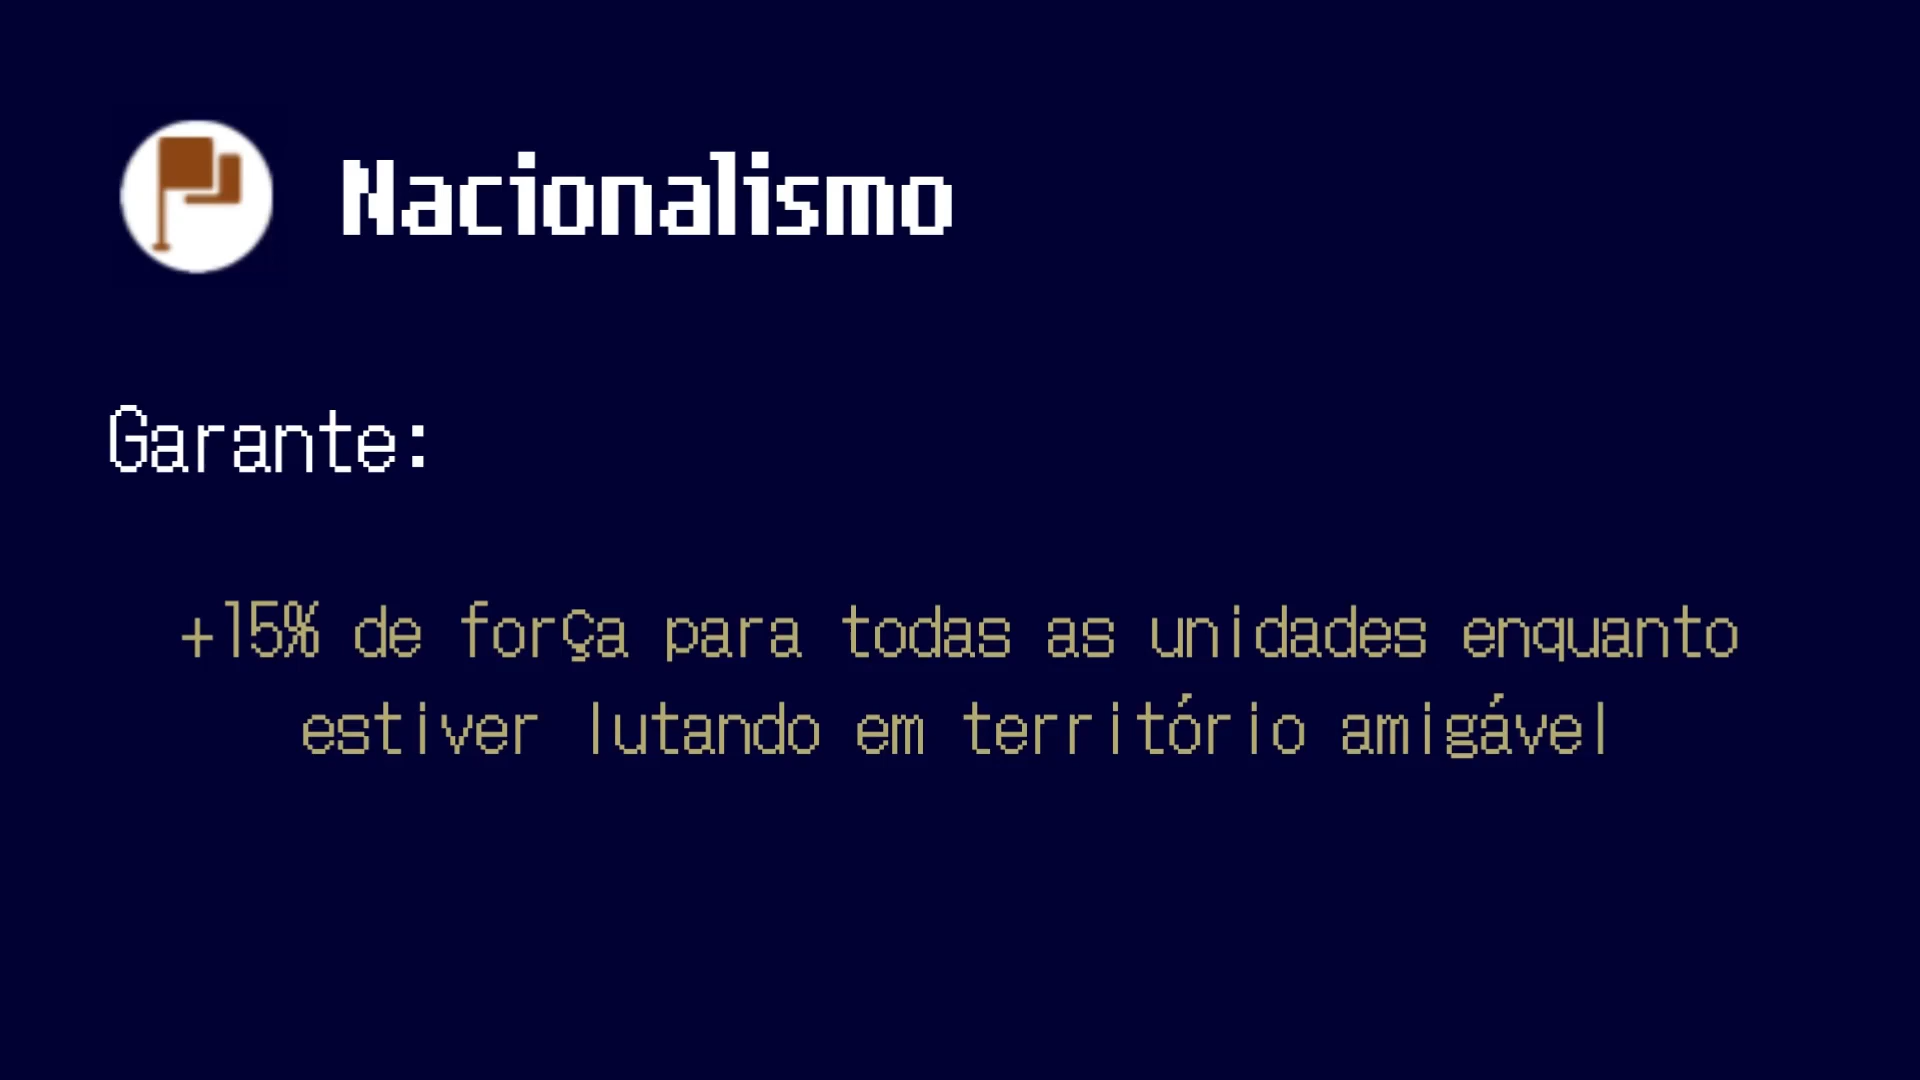 Nacionalismo
Garante:
+15% de força para todas as unidades enquanto
estiver lutando em território amigável